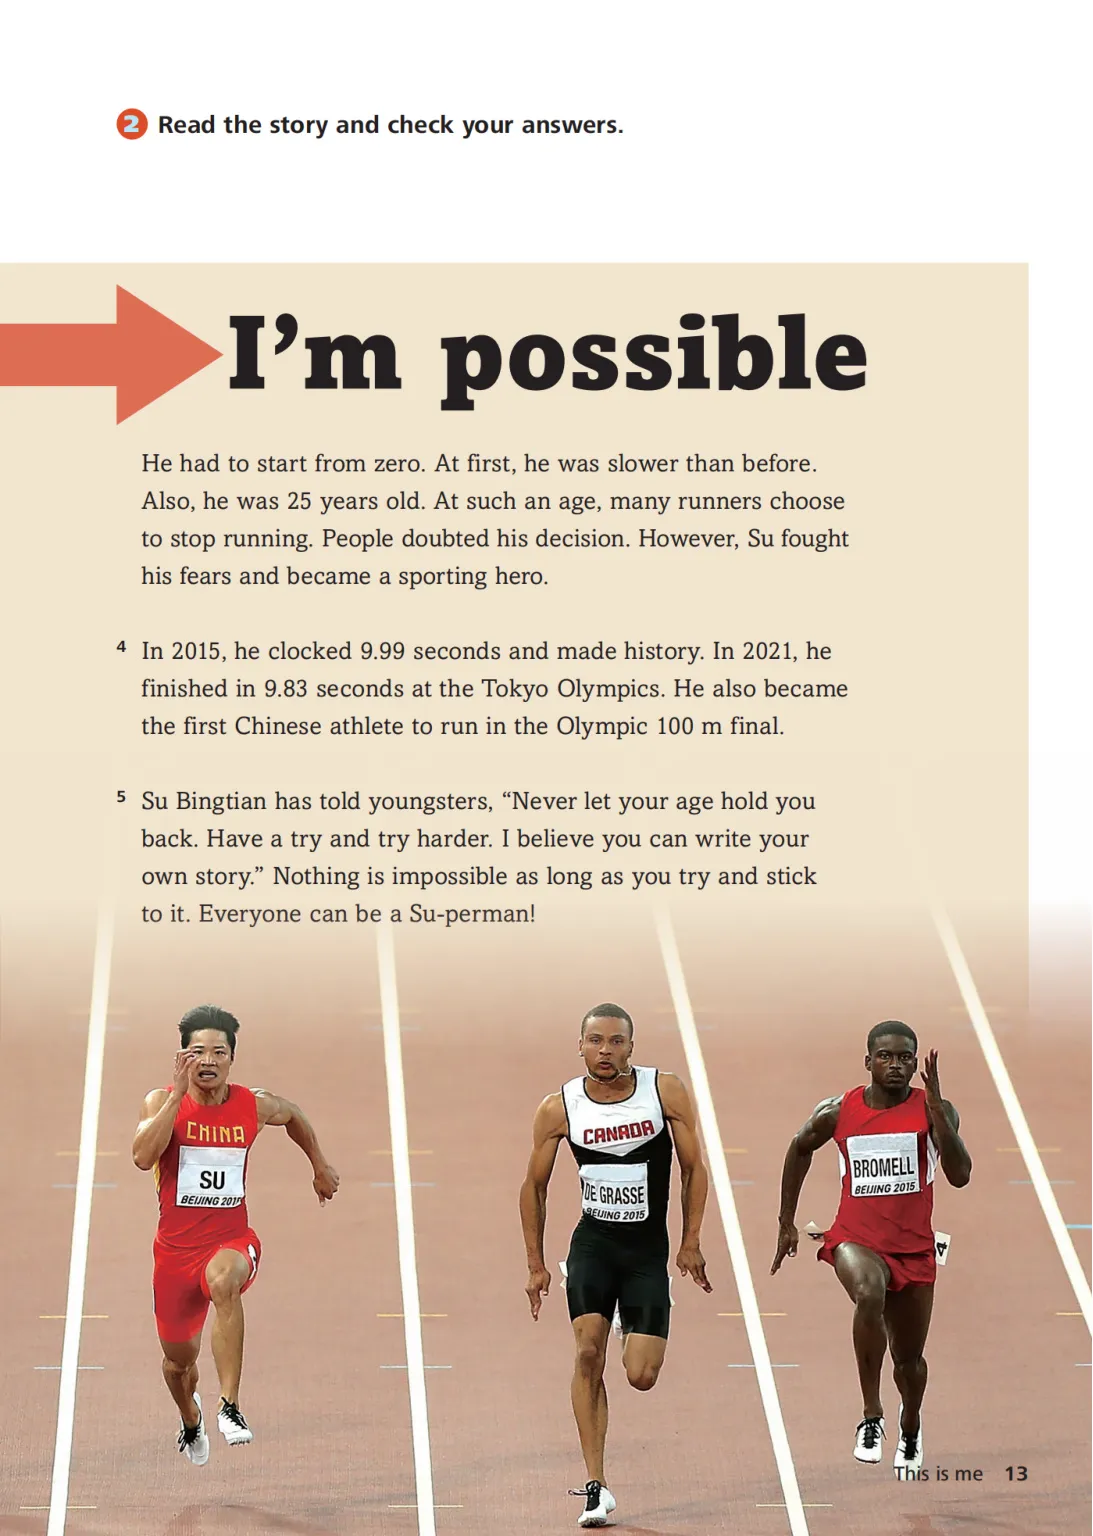 2 Read the story and check your answers.
I'm possible
He had to start from zero. At first, he was slower than before.
Also, he was 25 years old. At such an age, many runners choose
to stop running. People doubted his decision. However, Su fought
his fears and became a sporting hero.
4 In 2015, he clocked 9.99 seconds and made history. In 2021, he
finished in 9.83 seconds at the Tokyo Olympics. He also became
the first Chinese athlete to run in the Olympic 100 m final.
5 Su Bingtian has told youngsters, “Never let your age hold you
back. Have a try and try harder. I believe you can write your
own story.” Nothing is impossible as long as you try and stick
to it. Everyone can be a Su-perman!
CHINA
SU
BEIJING 201
CANADA
DE GRASSE
BEIJING 2015
BROMELL
BEIJING 2015
4
This is me 13